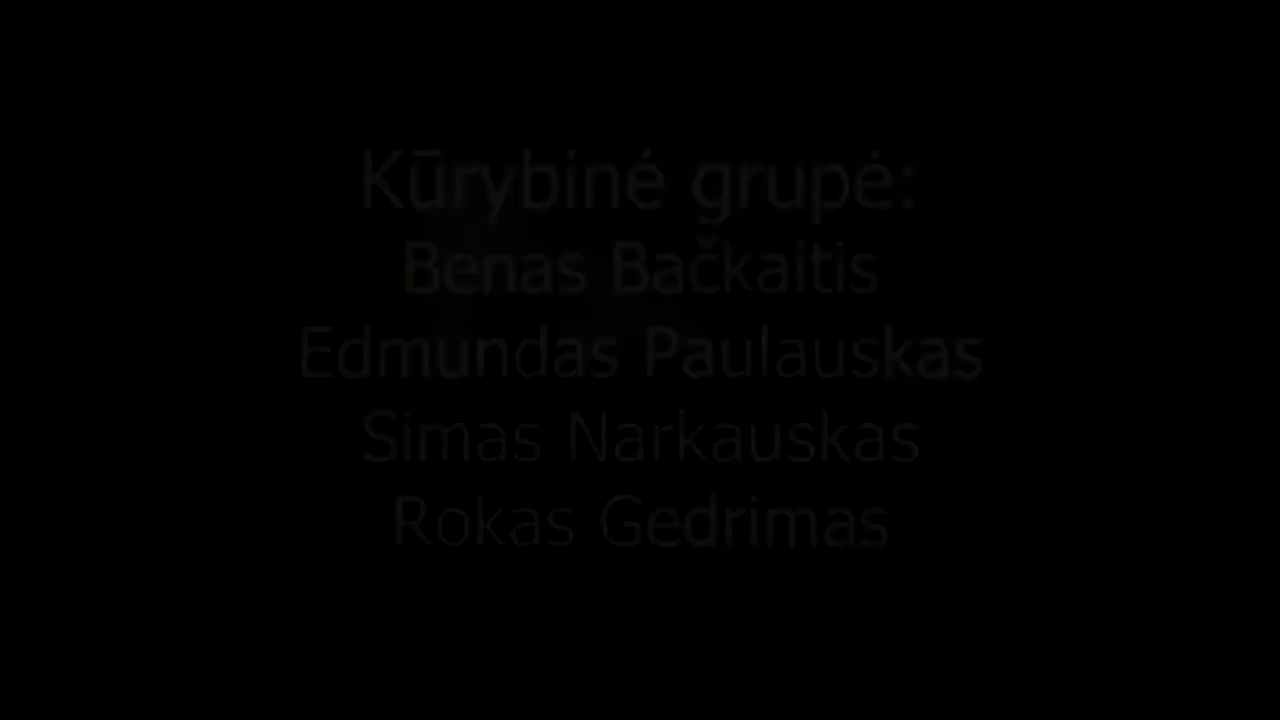 Kūrybinė grupė:
Benas Bačkaitis
Edmundas Paulauskas
Simas Narkauskas
Rokas Gedrimas